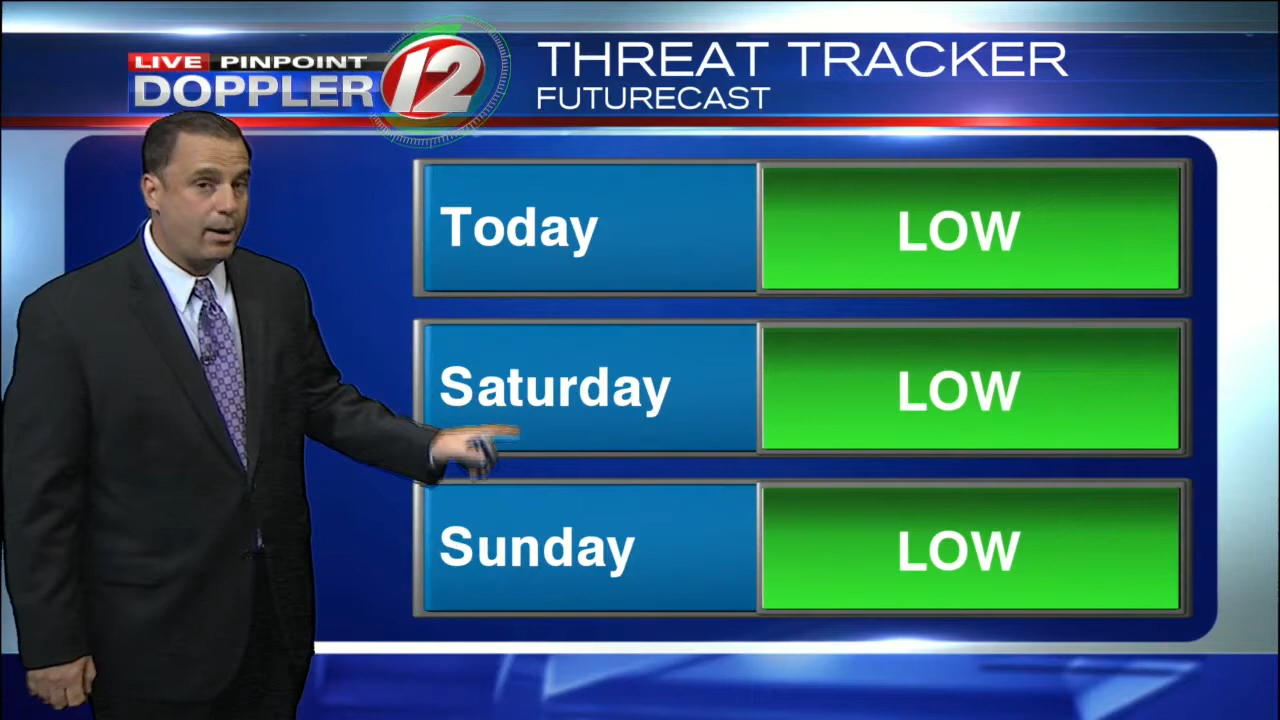 LIVE PINPOINT
DOPPLER 12
THREAT TRACKER
FUTURECAST
Today LOW
Saturday LOW
Sunday LOW